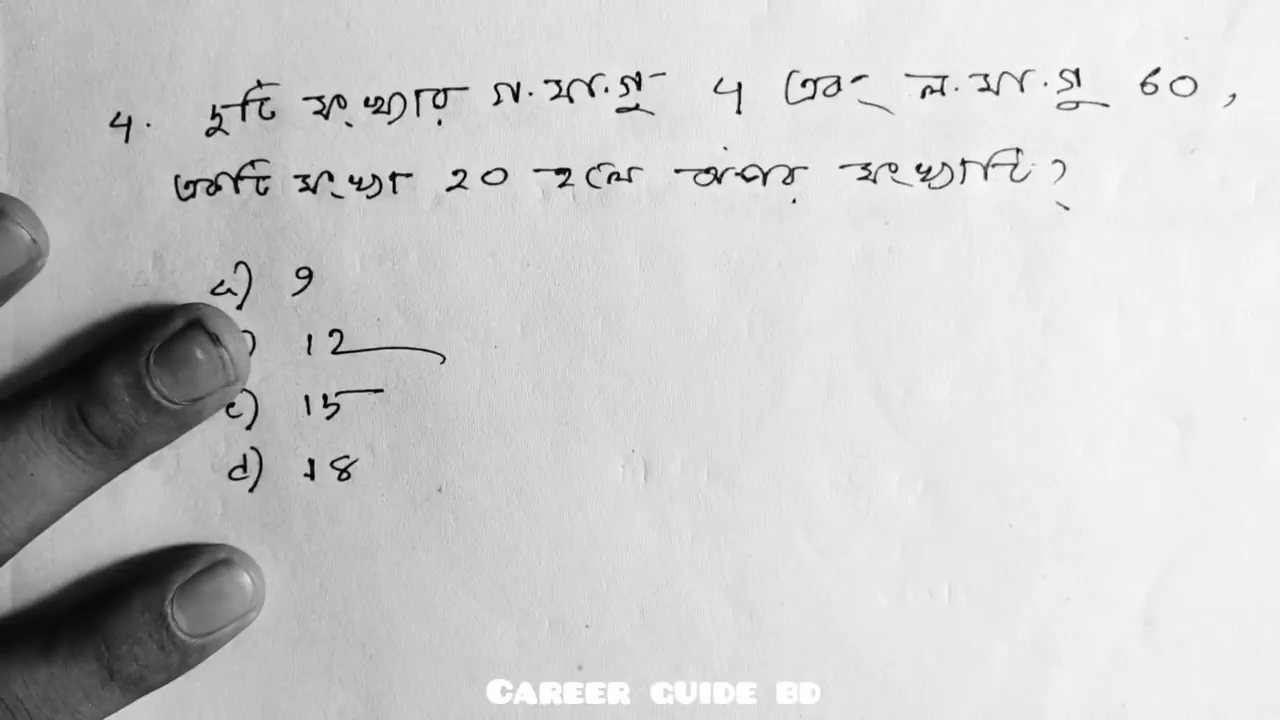 4. দুটি সংখ্যার গ.সা.গু 4 এবং ল.সা.গু 60,
একটি সংখ্যা 20 হলে অপর সংখ্যাটি?
a) 9
) 12
c) 15
d) 18
CAREER GUIDE BD